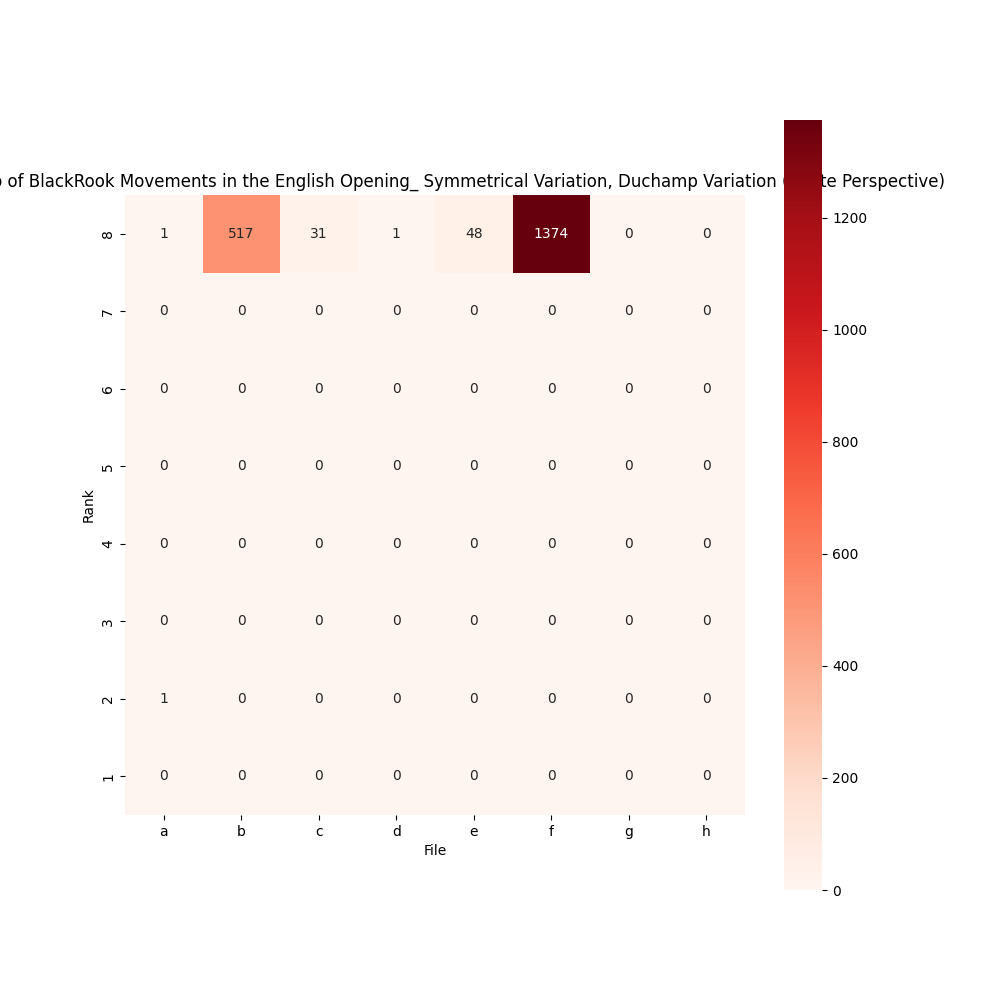 of BlackRook Movements in the English Opening_ Symmetrical Variation, Duchamp Variation Perspective)
8 1 517 31 1 48 1374 0 0
7 0 0 0 0 0 0 0 0
6 0 0 0 0 0 0 0 0
5 0 0 0 0 0 0 0 0
4 0 0 0 0 0 0 0 0
3 0 0 0 0 0 0 0 0
2 1 0 0 0 0 0 0 0
1 0 0 0 0 0 0 0 0
Rank
a b c d e f g h
File
1200
1000
800
600
400
200
0